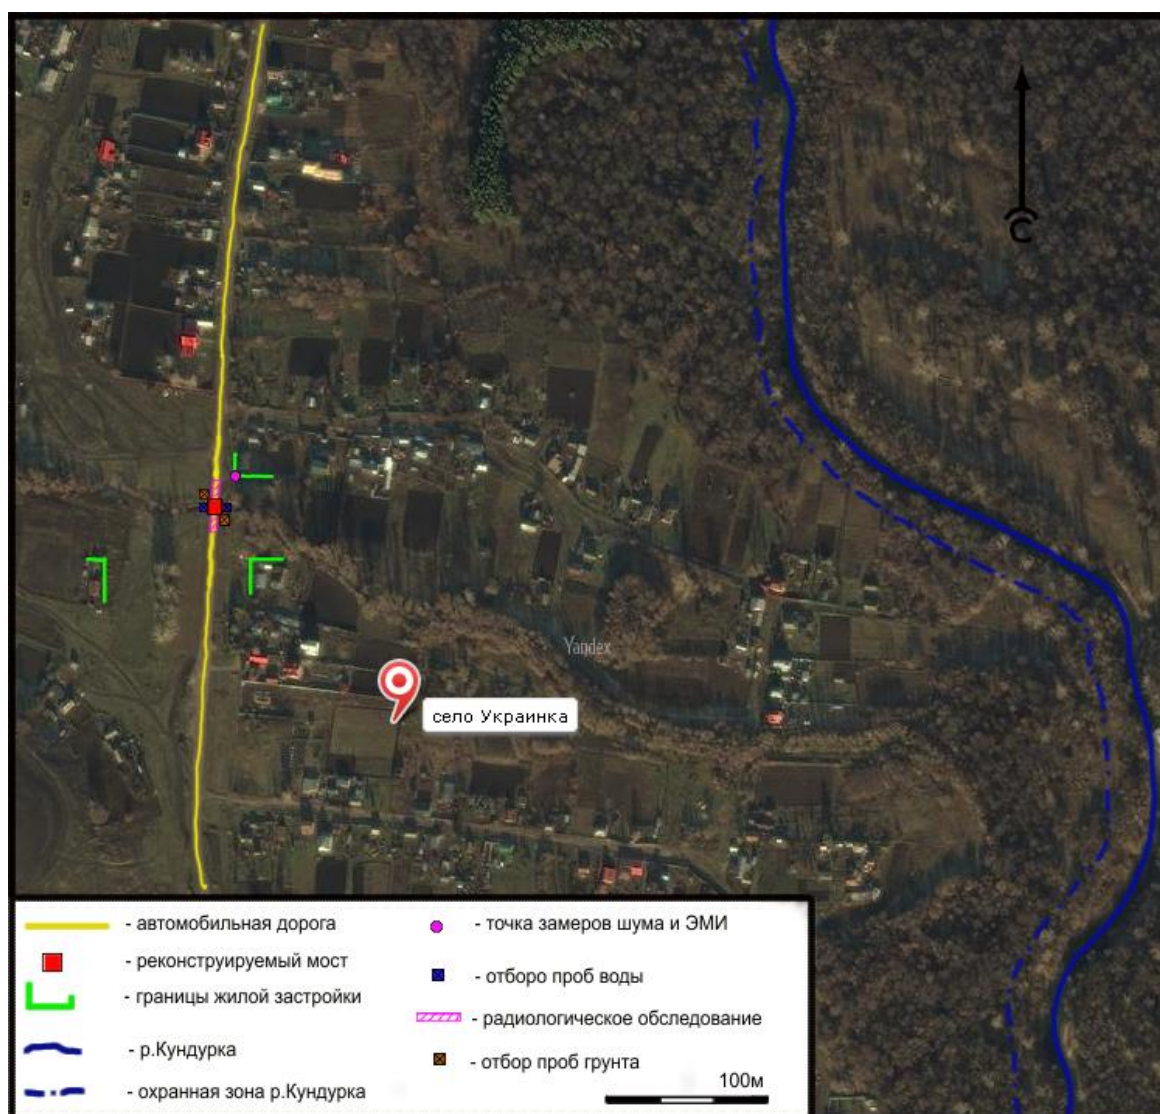 С
Yandex
село Украинка
- автомобильная дорога
- реконструируемый мост
- границы жилой застройки
- р.Кундурка
- охранная зона р.Кундурка
- точка замеров шума и ЭМИ
- отборо проб воды
- радиологическое обследование
- отбор проб грунта
100м